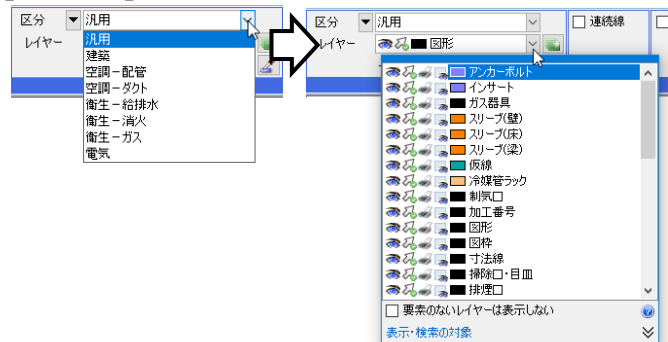 区分 ▼ 汎用
レイヤー
汎用
建築
空調－配管
空調－ダクト
衛生－給排水
衛生－消火
衛生－ガス
電気
区分 ▼ 汎用
レイヤー 図形
連続線
アンカーボルト
インサート
ガス器具
スリーブ(壁)
スリーブ(床)
スリーブ(梁)
仮線
冷媒管ラック
制気口
加工番号
図形
図枠
寸法線
掃除口・目皿
排煙口
要素のないレイヤーは表示しない
表示・検索の対象